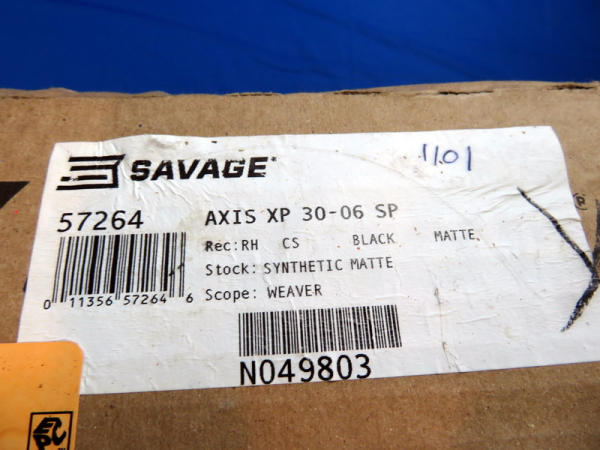 SAVAGE
1101
57264
AXIS XP 30-06 SP
Rec:RH CS BLACK MATTE
Stock: SYNTHETIC MATTE
0 11356 57264 6
Scope: WEAVER
N049803